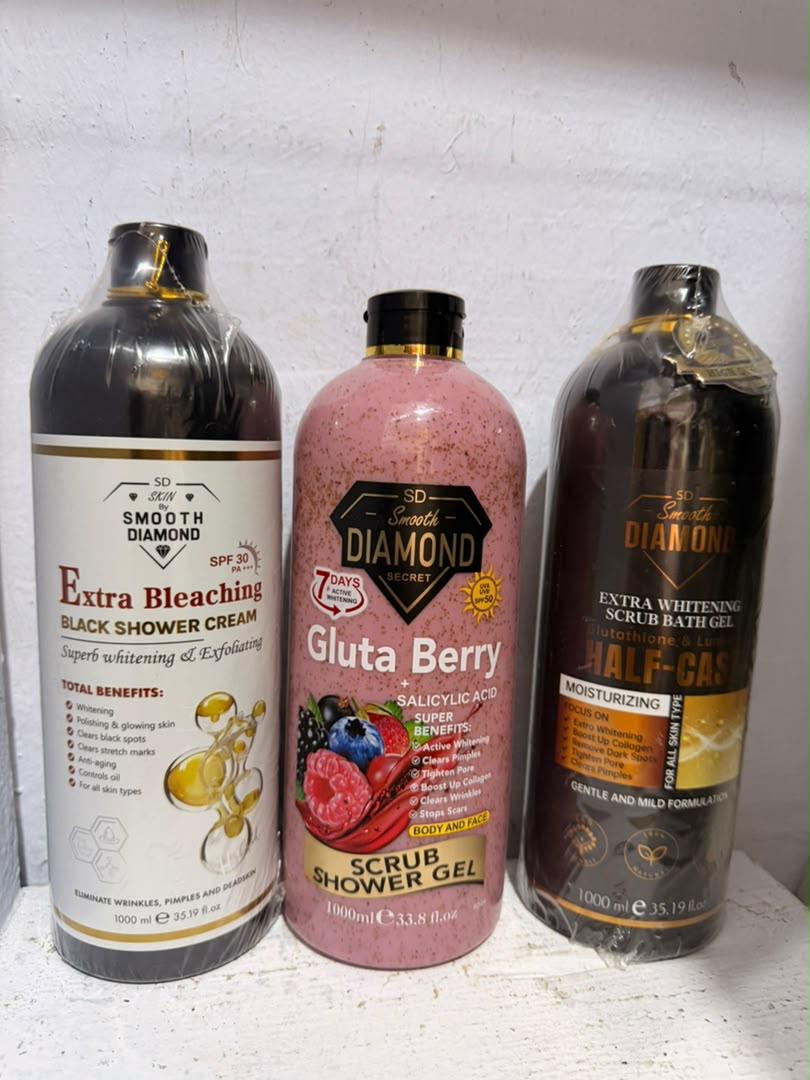 SD
SKIN
By
SMOOTH
DIAMOND
SPF 30
PA+++
Extra Bleaching
BLACK SHOWER CREAM
Superb whitening & Exfoliating
TOTAL BENEFITS:
Whitening
Polishing & glowing skin
Clears black spots
Clears stretch marks
Anti-aging
Controls oil
For all skin types
ELIMINATE WRINKLES, PIMPLES AND DEADSKIN
1000 ml e 35.19 fl.oz
SD
Smooth
DIAMOND
SECRET
7 DAYS
ACTIVE
WHITENING
UVA
UVB
SPF50
Gluta Berry
+
SALICYLIC ACID
SUPER
BENEFITS:
Active Whitening
Clears Pimples
Tighten Pore
Boost Up Collagen
Clears Wrinkles
Stops Scars
BODY AND FACE
SCRUB
SHOWER GEL
1000ml e 33.8 fl.oz
SD
Smooth
DIAMOND
EXTRA WHITENING
SCRUB BATH GEL
Glutathione &
HALF-CAS
MOISTURIZING
FOCUS ON
Extra Whitening
Boost Up Collagen
Remove Dark Spots
Tighten Pore
Clears Pimples
FOR ALL SKIN TYPE
GENTLE AND MILD FORMULATION
1000 ml e 35.19 fl.oz